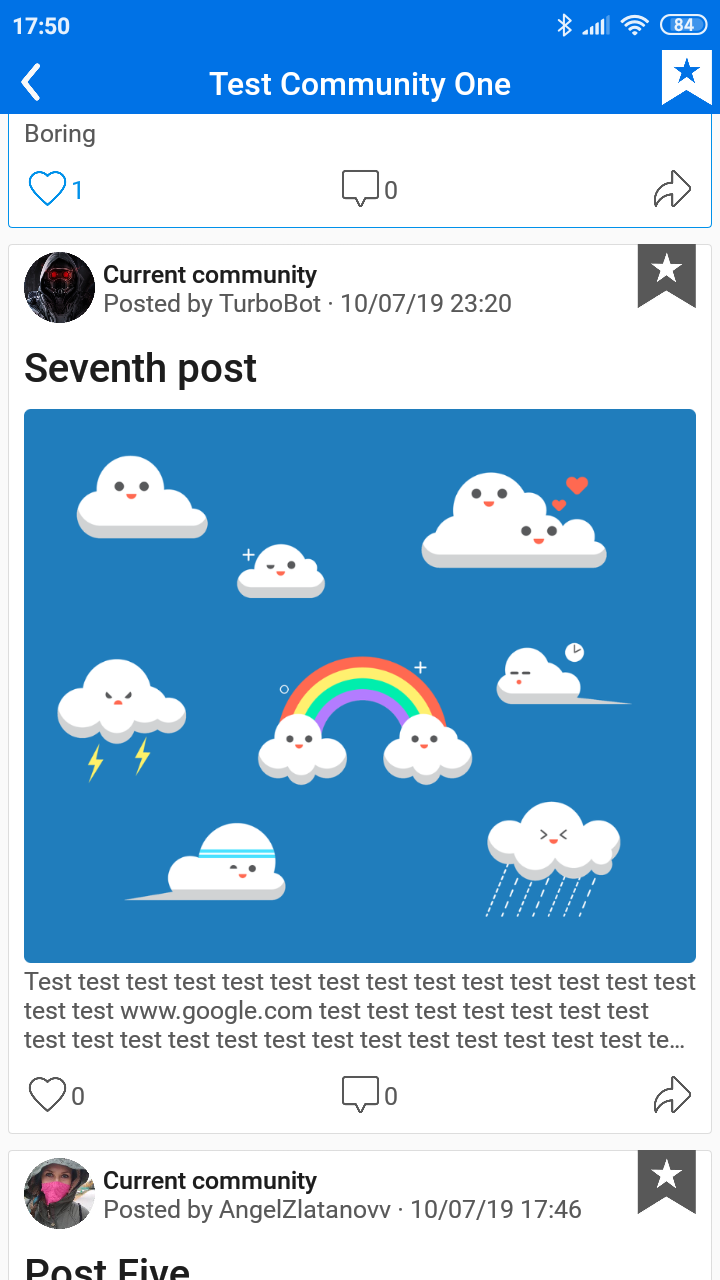 17:50
84
Test Community One
Boring
1
0
Current community
Posted by TurboBot · 10/07/19 23:20
Seventh post
Test test test test test test test test test test test test test test
test test www.google.com test test test test test test test
test test test test test test test test test test test test test te...
0
0
Current community
Posted by AngelZlatanovv · 10/07/19 17:46
Post Five